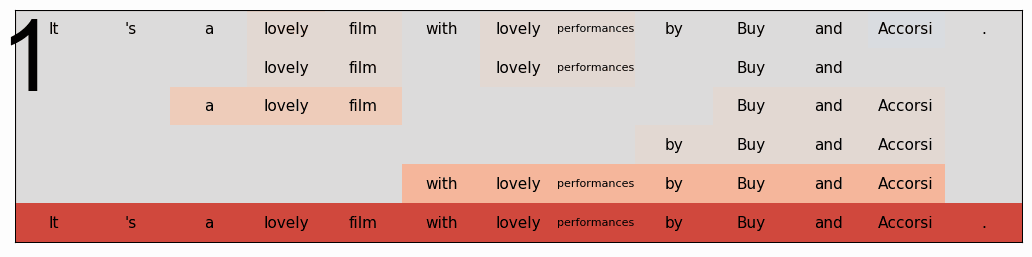 1
It 's a lovely film with lovely performances by Buy and Accorsi .
lovely film lovely performances Buy and
a lovely film Buy and Accorsi
by Buy and Accorsi
with lovely performances by Buy and Accorsi
It 's a lovely film with lovely performances by Buy and Accorsi .